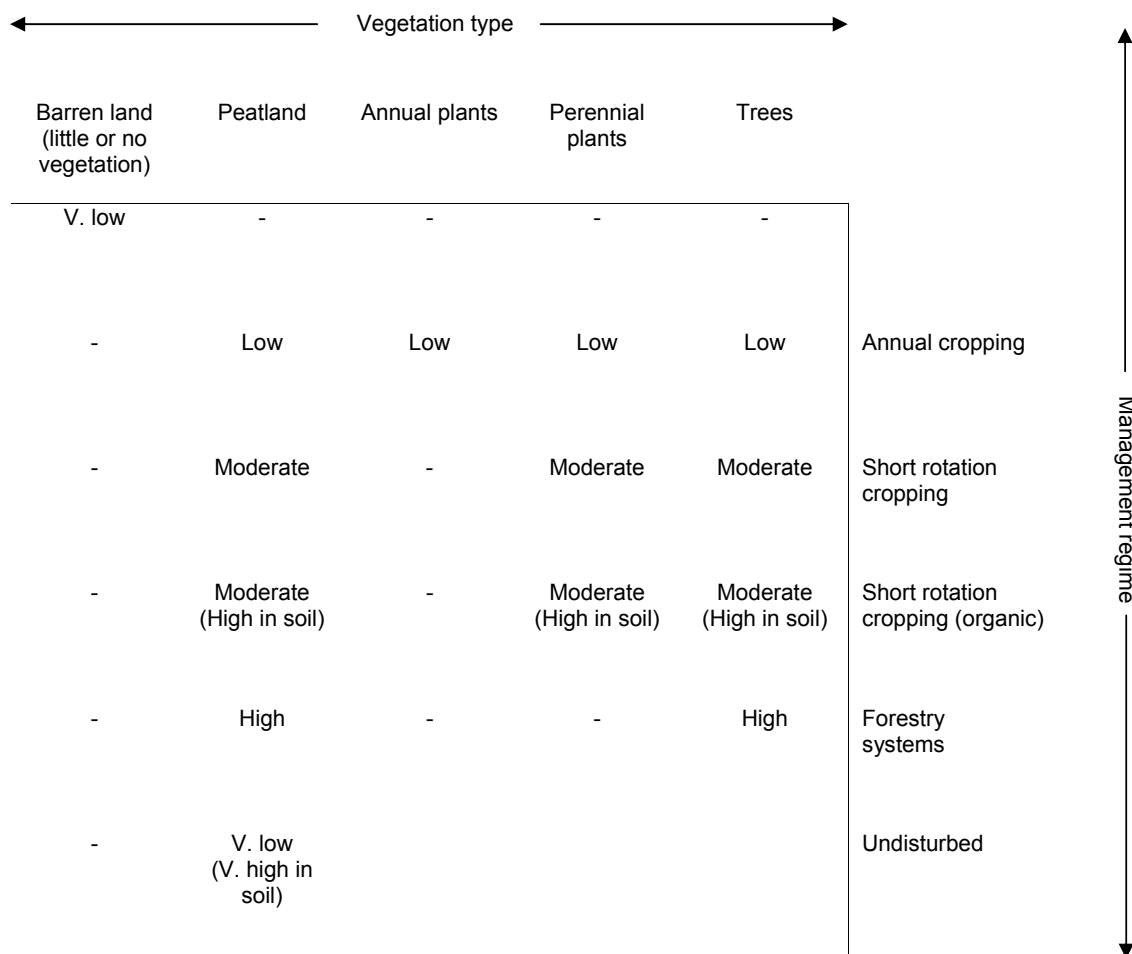 Vegetation type
Barren land Peatland Annual plants Perennial Trees
(little or no plants
vegetation)
V. low - - - -
- Low Low Low Low Annual cropping
- Moderate - Moderate Moderate Short rotation
cropping
- Moderate - Moderate Moderate Short rotation
(High in soil) (High in soil) (High in soil) cropping (organic)
- High - - High Forestry
systems
- V. low Undisturbed
(V. high in
soil)
Management regime